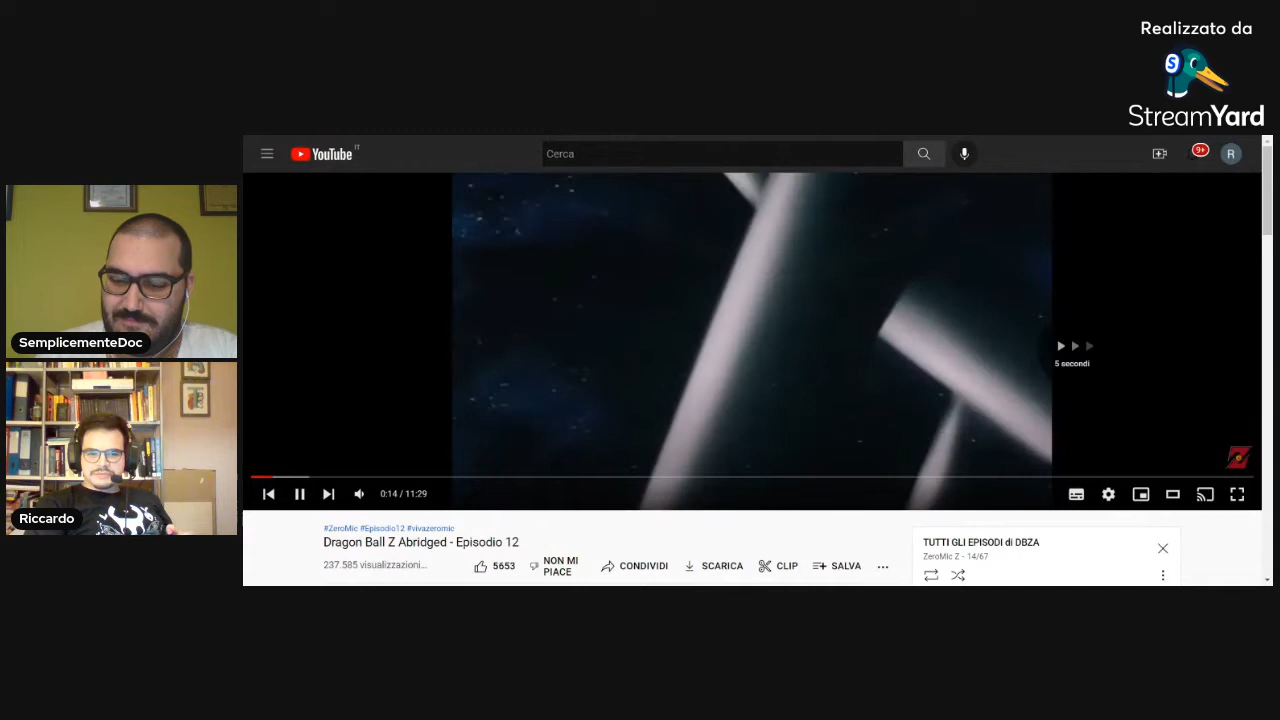 Realizzato da
S
StreamYard
YouTube IT
Cerca
9+
R
SemplicementeDoc
5 secondi
0:14 / 11:29
Riccardo
#ZeroMic #Episodio12 #vivazeromic
Dragon Ball Z Abridged - Episodio 12
237.585 visualizzazioni...
5653
NON MI
PIACE
CONDIVIDI
SCARICA
CLIP
SALVA
TUTTI GLI EPISODI di DBZA
ZeroMic Z - 14/67